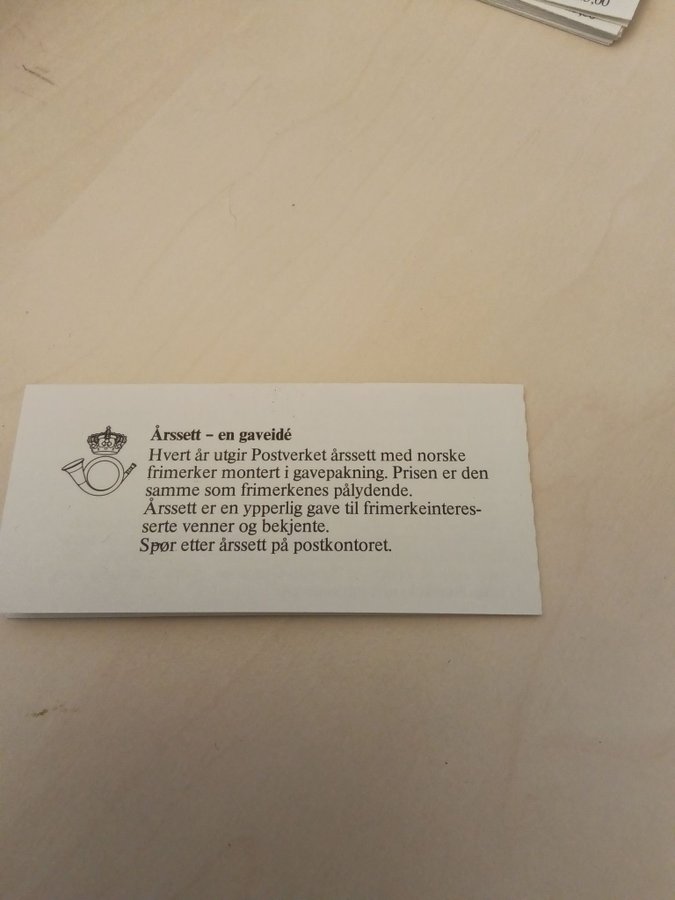 ,00
Årssett – en gaveidé
Hvert år utgir Postverket årssett med norske
frimerker montert i gavepakning. Prisen er den
samme som frimerkenes pålydende.
Årssett er en ypperlig gave til frimerkeinteres-
serte venner og bekjente.
Spør etter årssett på postkontoret.